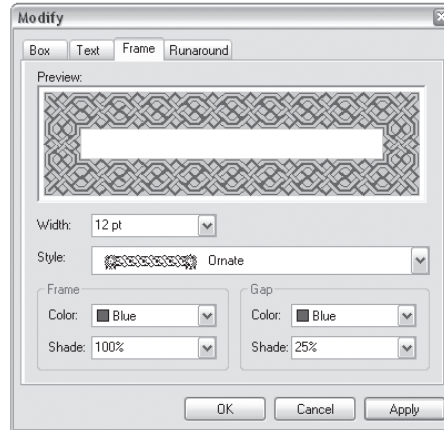 Modify
Box Text Frame Runaround
Preview:
Width: 12 pt
Style: Ornate
Frame Gap
Color: Blue Color: Blue
Shade: 100% Shade: 25%
OK Cancel Apply